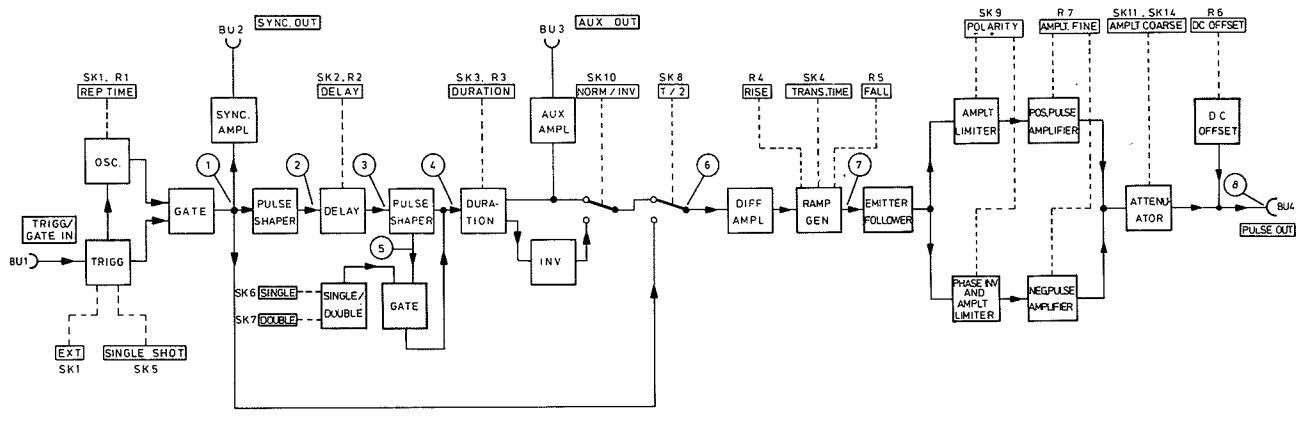 BU2
SYNC. OUT
BU3
AUX OUT
SK9
POLARITY
R7
AMPLT. FINE
SK11, SK14
AMPLT COARSE
R6
DC OFFSET
SK1, R1
REP TIME
SK2, R2
DELAY
SK3, R3
DURATION
SK10
NORM / INV
SK8
T / 2
R4
RISE
SK4
TRANS. TIME
R5
FALL
SYNC.
AMPL
AUX
AMPL
AMPLT
LIMITER
POS. PULSE
AMPLIFIER
DC
OFFSET
OSC.
1
2
3
4
6
7
8
GATE
PULSE
SHAPER
DELAY
PULSE
SHAPER
DURA-
TION
DIFF
AMPL
RAMP
GEN
EMITTER
FOLLOWER
ATTENU-
ATOR
BU4
PULSE OUT
TRIGG/
GATE IN
BU1
TRIGG
5
INV
SK6
SINGLE
SK7
DOUBLE
SINGLE/
DOUBLE
GATE
PHASE INV
AND
AMPLT
LIMITER
NEG. PULSE
AMPLIFIER
EXT
SK1
SINGLE SHOT
SK5